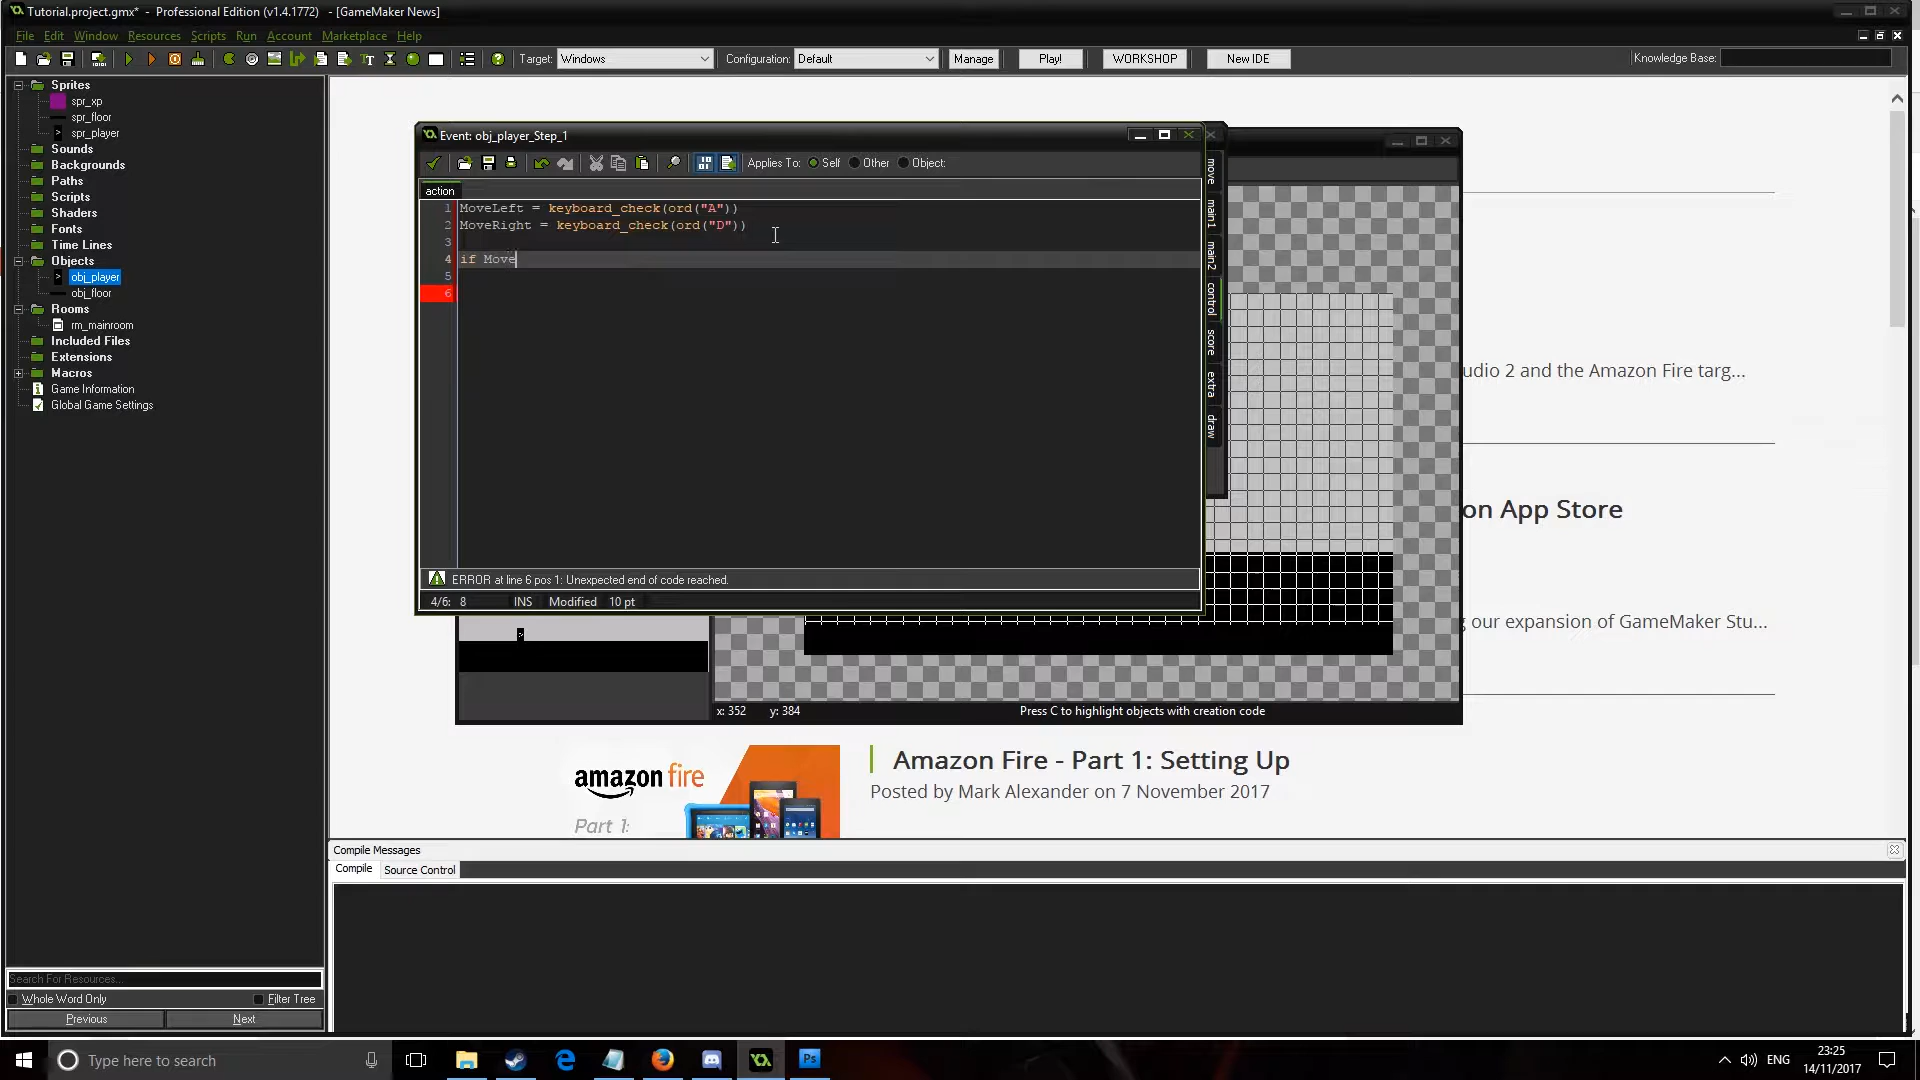 Tutorial.project.gmx* - Professional Edition (v1.4.1772) - [GameMaker News]
File Edit Window Resources Scripts Run Account Marketplace Help
Target: Windows Configuration: Default Manage Play! WORKSHOP New IDE Knowledge Base:
Sprites
spr_xp
spr_floor
spr_player
Sounds
Backgrounds
Paths
Scripts
Shaders
Fonts
Time Lines
Objects
obj_player
obj_floor
Rooms
rm_mainroom
Included Files
Extensions
Macros
Game Information
Global Game Settings
Search For Resources...
Whole Word Only Filter Tree
Previous Next
Event: obj_player_Step_1
Applies To: Self Other Object:
action
1 MoveLeft = keyboard_check(ord("A"))
2 MoveRight = keyboard_check(ord("D"))
3
4 if Move
5
6
ERROR at line 6 pos 1: Unexpected end of code reached.
4/6: 8 INS Modified 10 pt
move
main1
main2
control
score
extra
draw
x: 352 y: 384 Press C to highlight objects with creation code
udio 2 and the Amazon Fire targ...
on App Store
g our expansion of GameMaker Stu...
amazon fire
Part 1:
Amazon Fire - Part 1: Setting Up
Posted by Mark Alexander on 7 November 2017
Compile Messages
Compile Source Control
Type here to search
Ps
ENG
23:25
14/11/2017